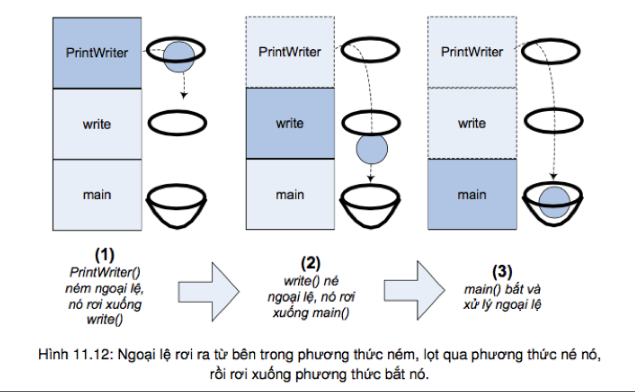 PrintWriter
write
main
PrintWriter
write
main
PrintWriter
write
main
(1)
PrintWriter()
ném ngoại lệ,
nó rơi xuống
write()
(2)
write() né
ngoại lệ, nó rơi
xuống main()
(3)
main() bắt và
xử lý ngoại lệ
Hình 11.12: Ngoại lệ rơi ra từ bên trong phương thức ném, lọt qua phương thức né nó,
rồi rơi xuống phương thức bắt nó.